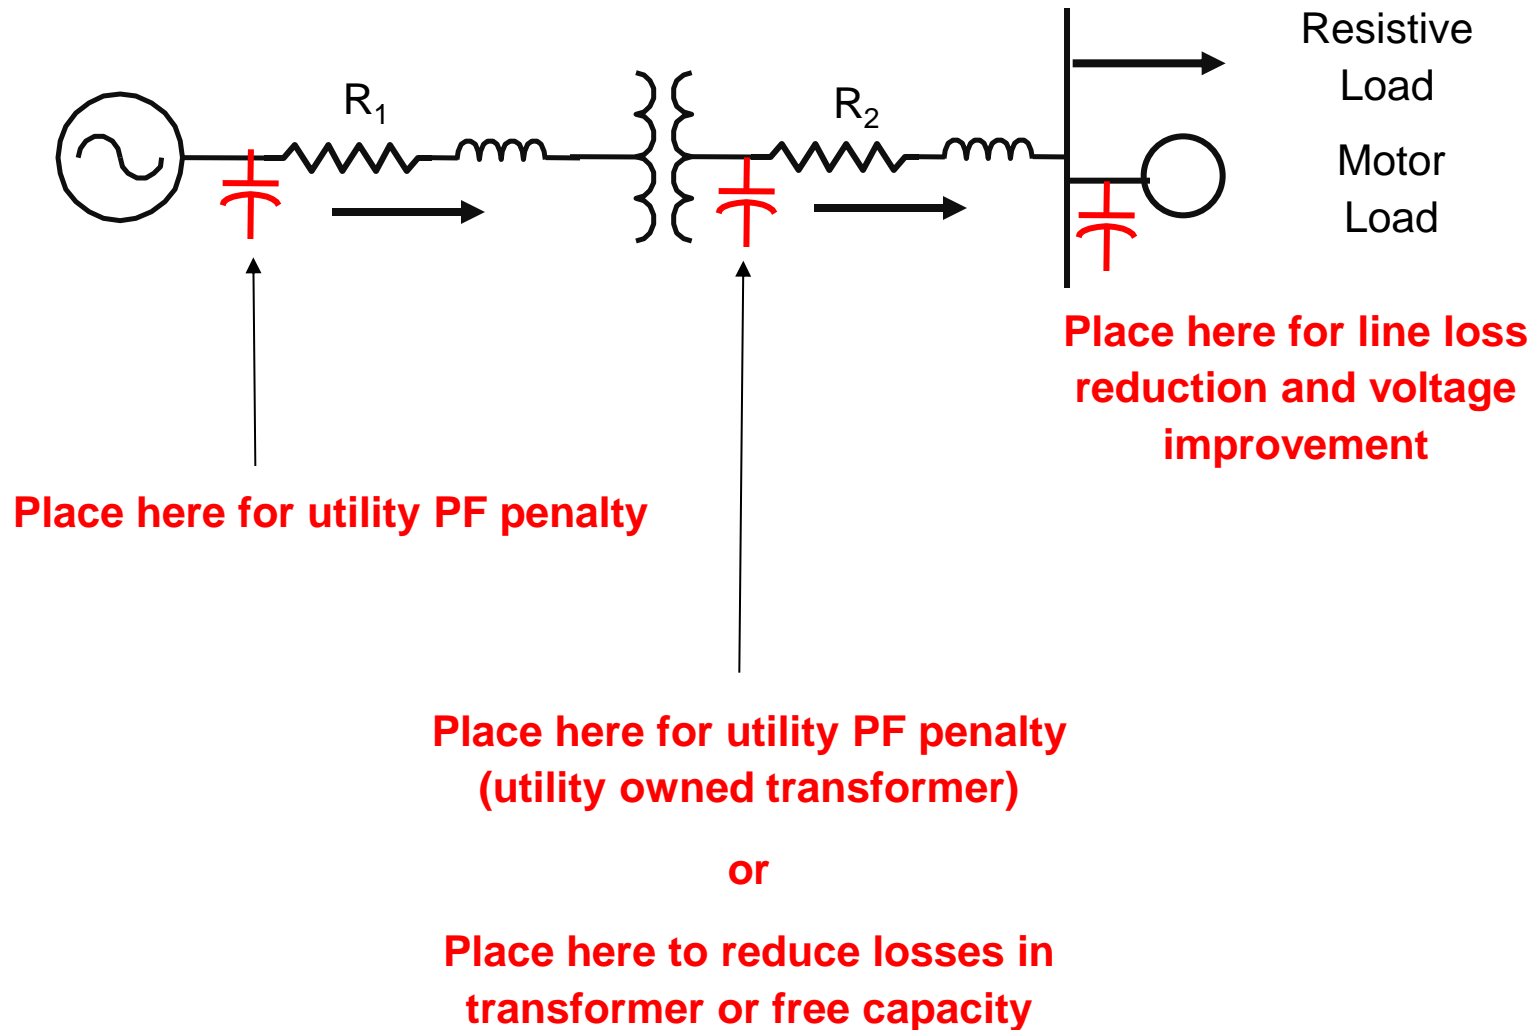 Resistive
Load
R1
R2
Motor
Load
Place here for line loss
reduction and voltage
improvement
Place here for utility PF penalty
Place here for utility PF penalty
(utility owned transformer)
or
Place here to reduce losses in
transformer or free capacity